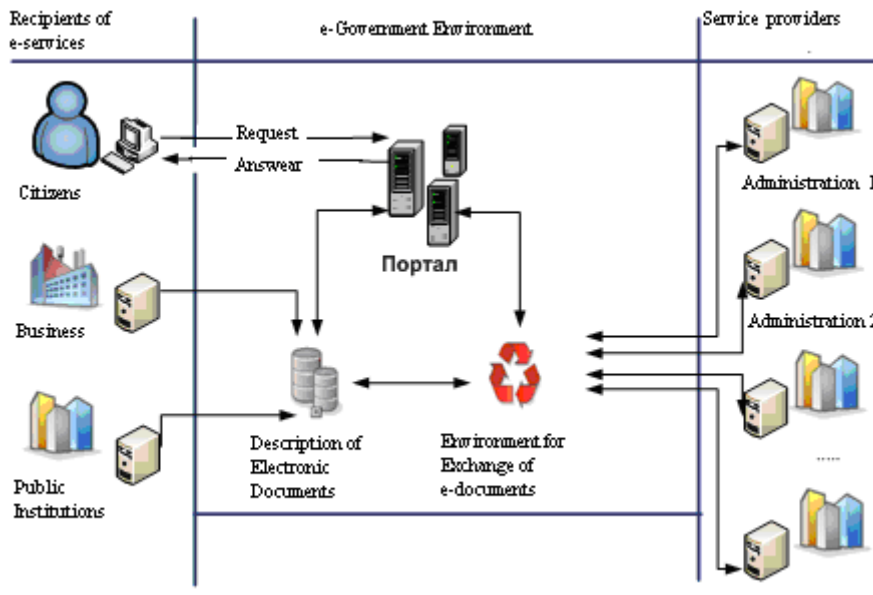 Recipients of
e-services
e-Government Environment
Service providers
Request
Answear
Citizens
Портал
Business
Public
Institutions
Description of
Electronic
Documents
Environment for
Exchange of
e-documents
Administration 1
Administration 2
.....